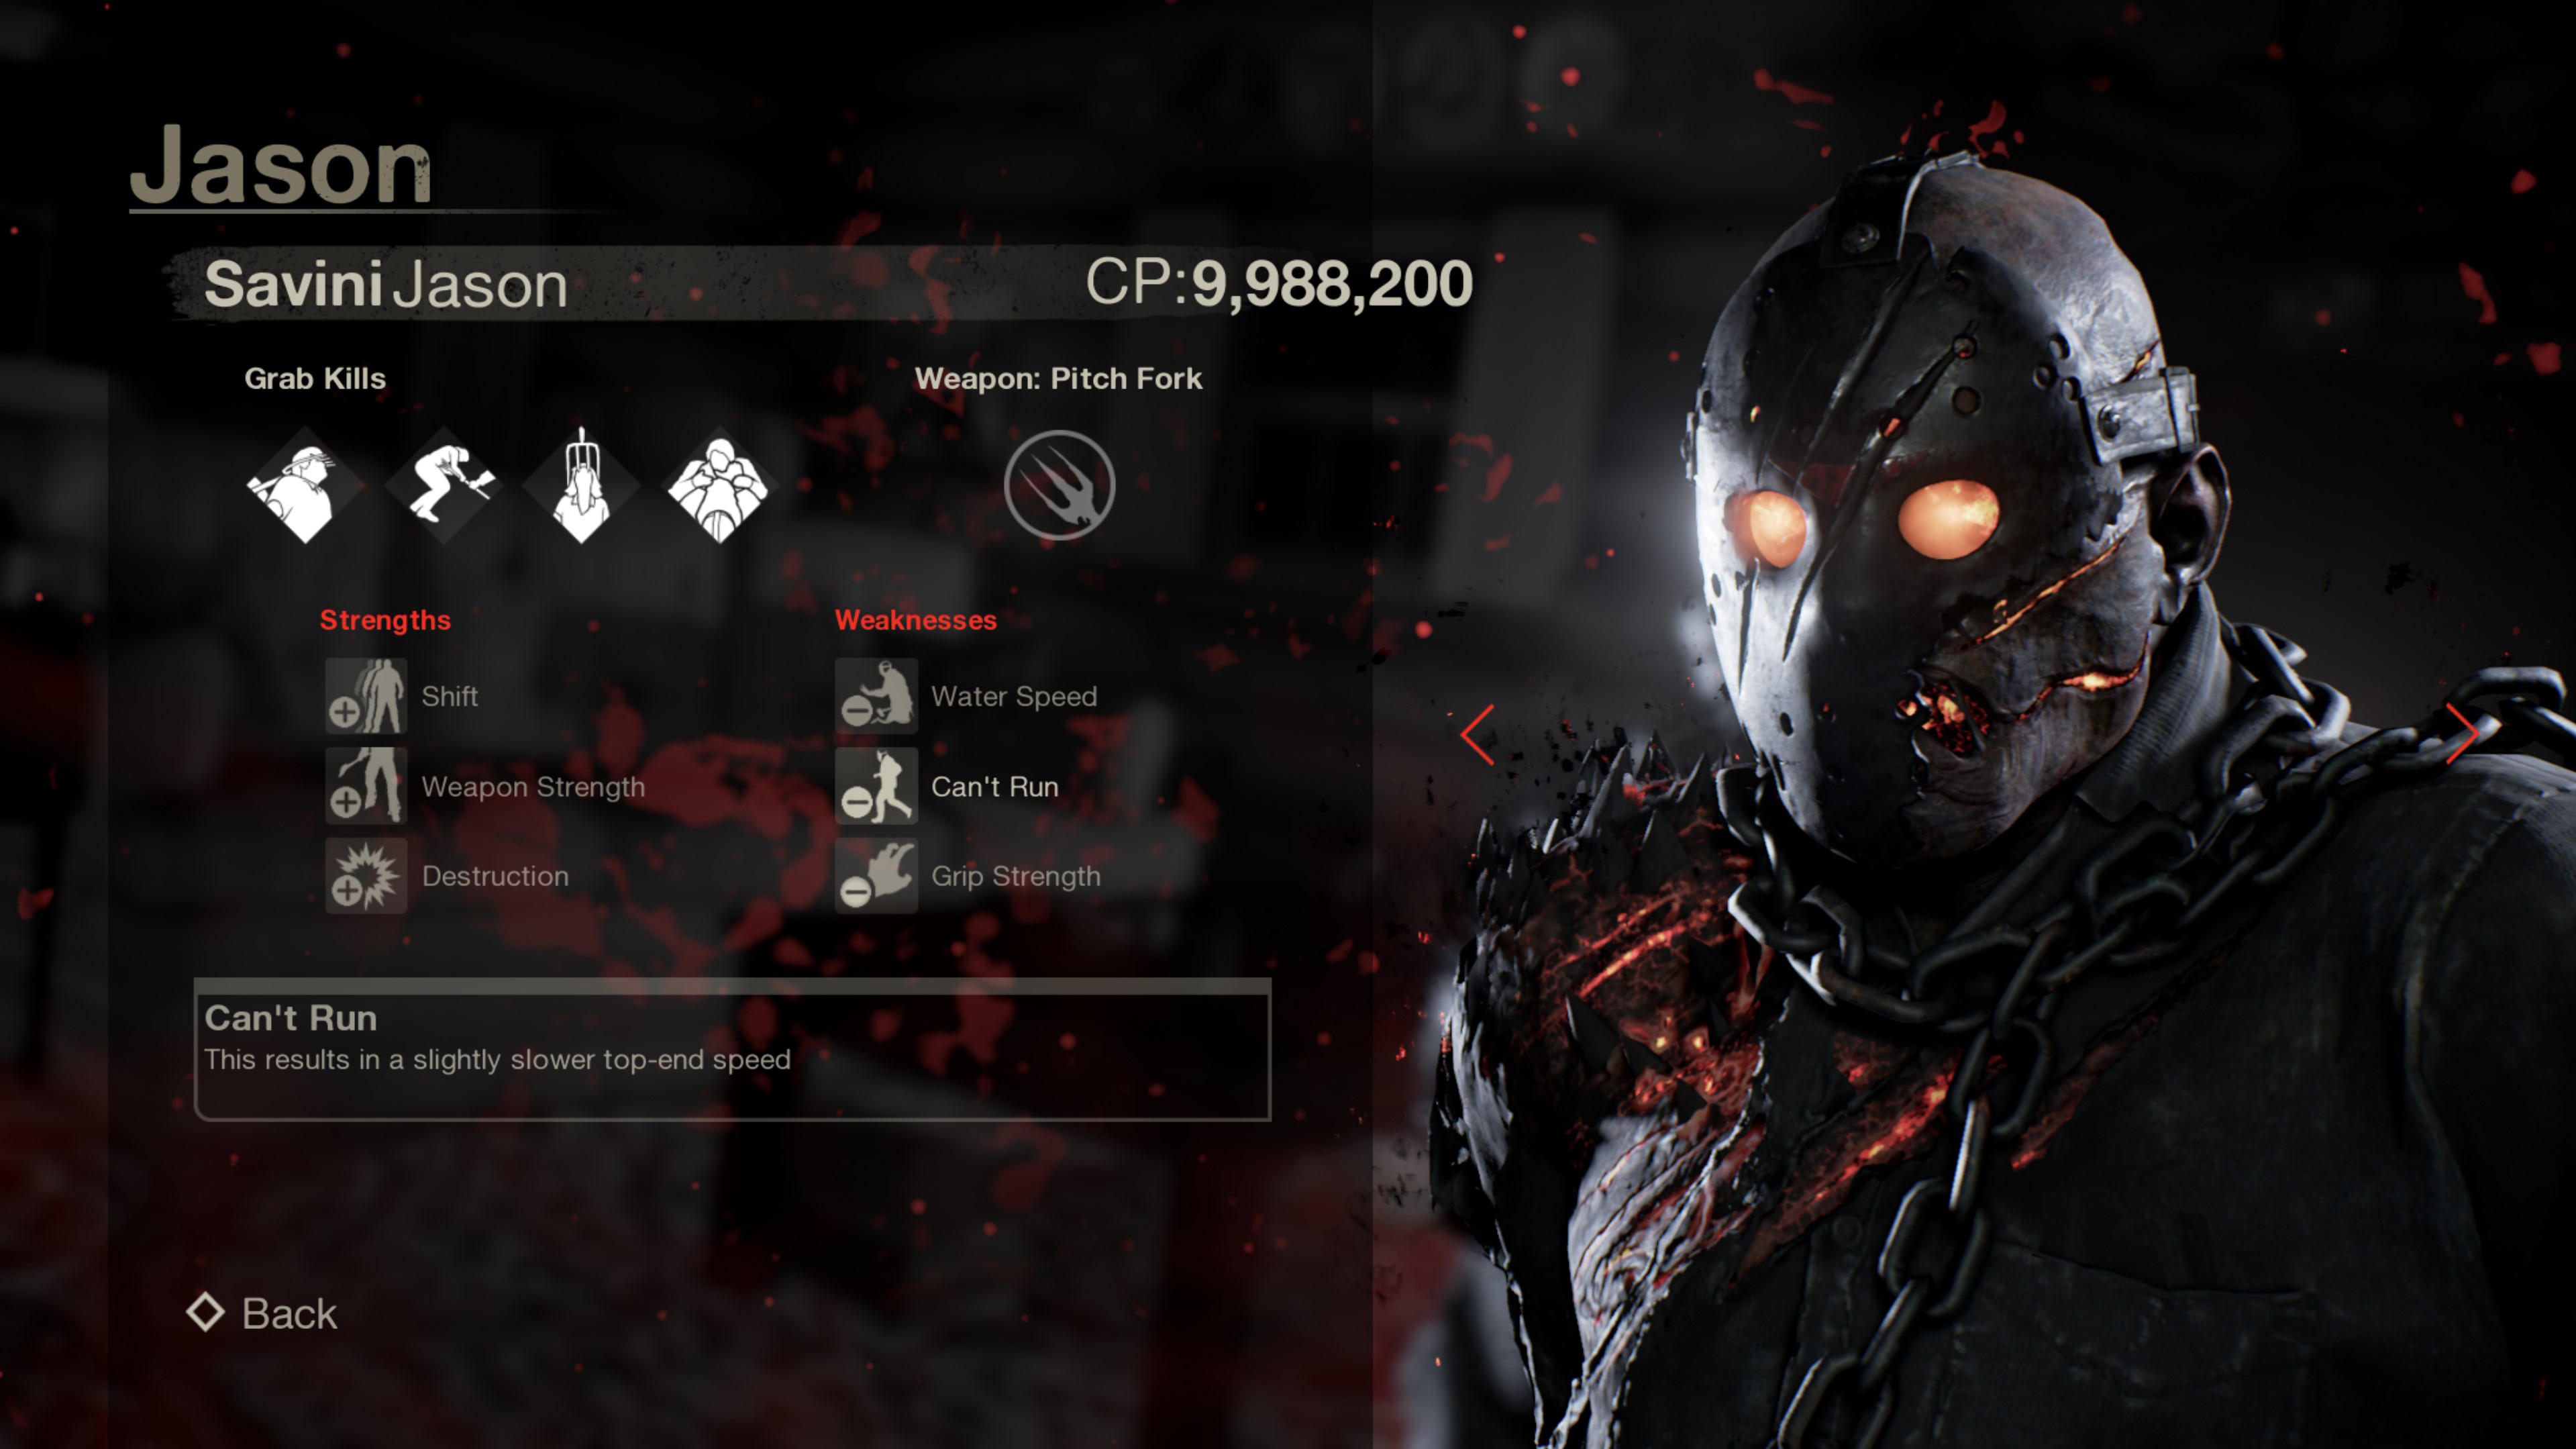 Jason
Savini Jason
CP:9,988,200
Grab Kills
Weapon: Pitch Fork
Strengths
Weaknesses
Shift
Water Speed
Weapon Strength
Can't Run
Destruction
Grip Strength
Can't Run
This results in a slightly slower top-end speed
Back